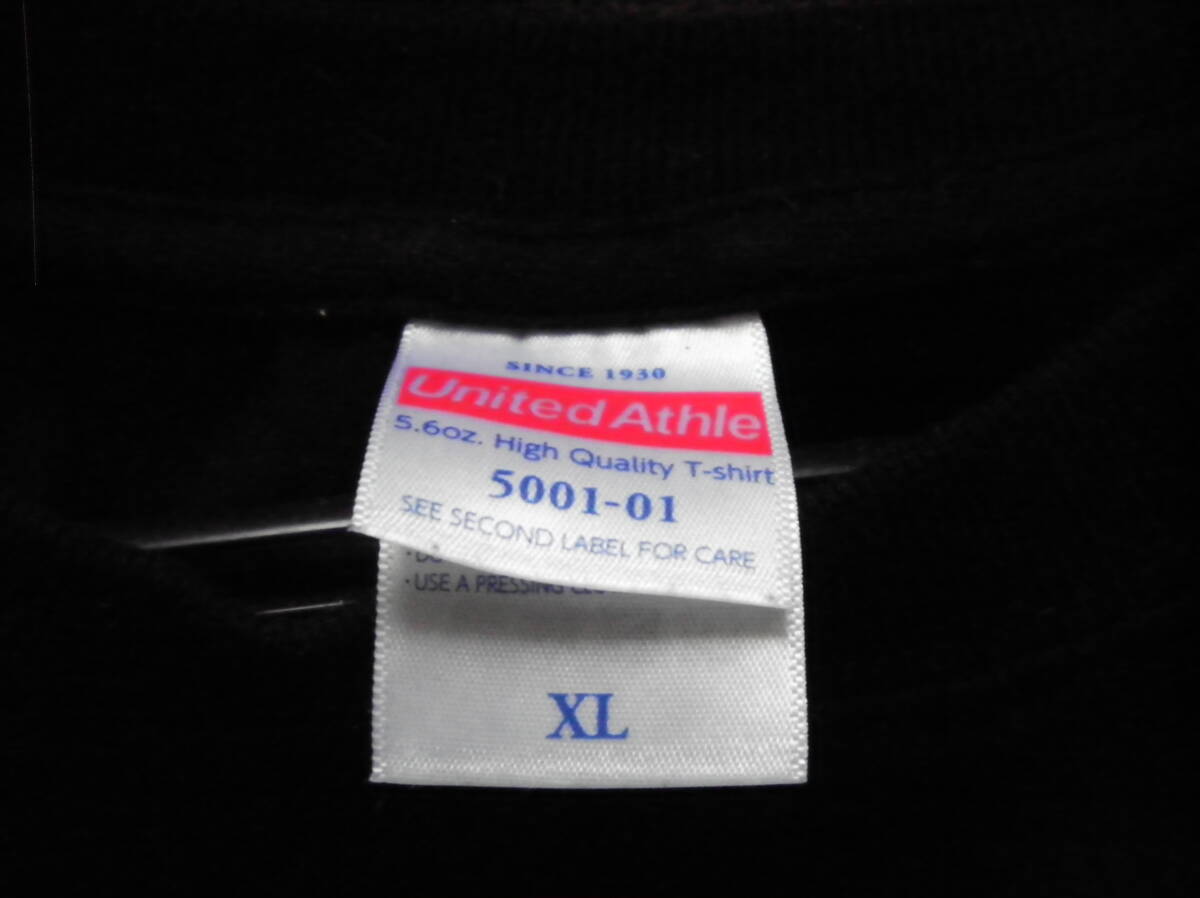 SINCE 1930
United Athle
5.6oz. High Quality T-shirt
5001-01
SEE SECOND LABEL FOR CARE
· USE A PRESSING
XL